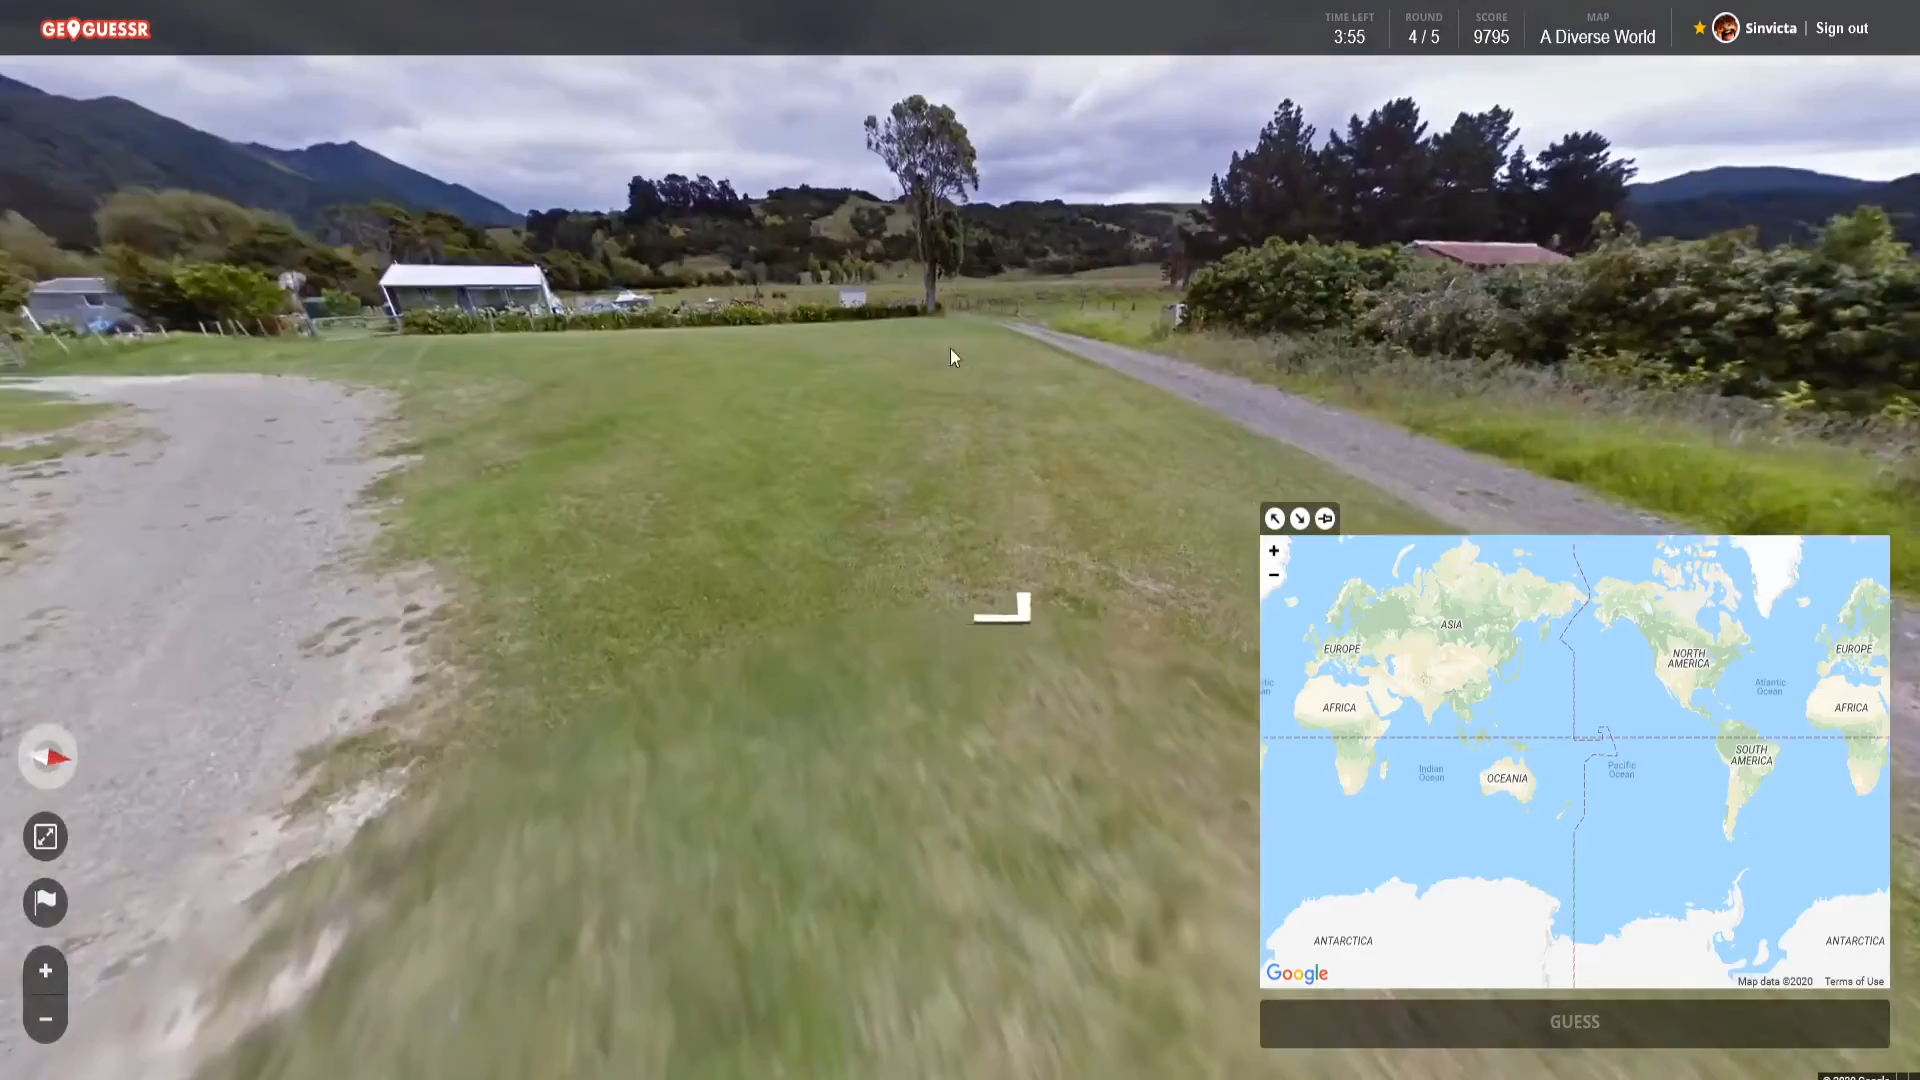 GEOGUESSR
TIME LEFT
3:55
ROUND
4 / 5
SCORE
9795
MAP
A Diverse World
Sinvicta | Sign out
+
−
ASIA
EUROPE
NORTH AMERICA
EUROPE
Atlantic Ocean
AFRICA
AFRICA
SOUTH AMERICA
Indian Ocean
OCEANIA
Pacific Ocean
ANTARCTICA
ANTARCTICA
Google
Map data ©2020
Terms of Use
GUESS
+
−